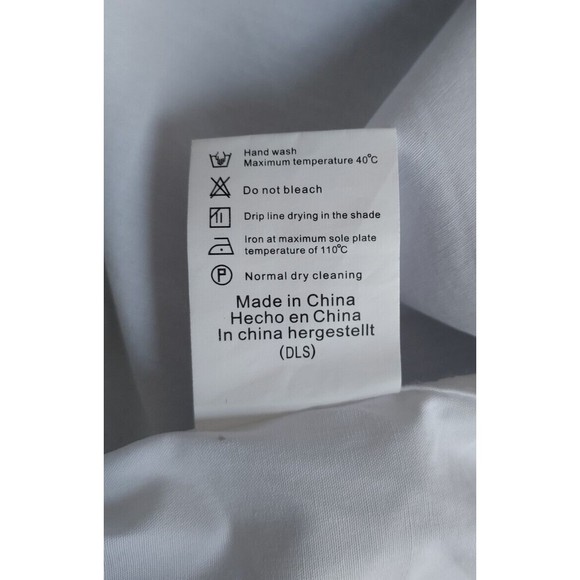 Hand wash
Maximum temperature 40°C
Do not bleach
Drip line drying in the shade
Iron at maximum sole plate
temperature of 110°C
P Normal dry cleaning
Made in China
Hecho en China
In china hergestellt
(DLS)